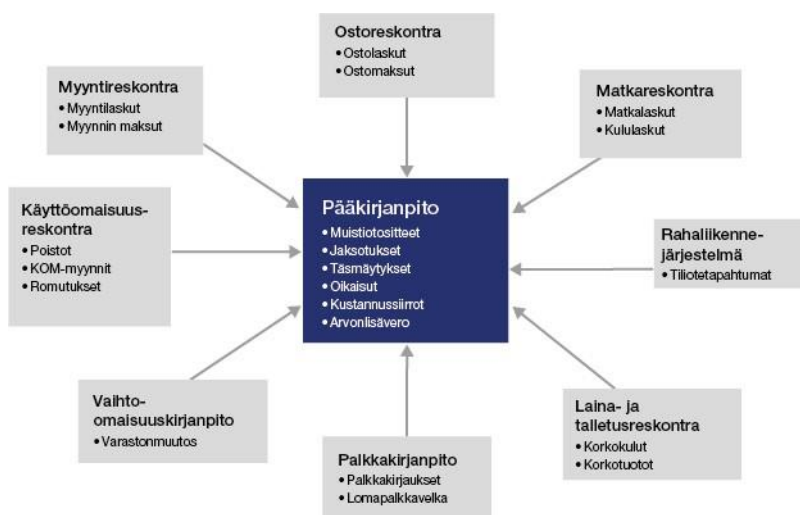 Ostoreskontra
• Ostolaskut
• Ostomaksut
Myyntireskontra
• Myyntilaskut
• Myynnin maksut
Matkareskontra
• Matkalaskut
• Kululaskut
Käyttöomaisuus-
reskontra
• Poistot
• KOM-myynnit
• Romutukset
Pääkirjanpito
• Muistiotositteet
• Jaksotukset
• Täsmäytykset
• Oikaisut
• Kustannussiirrot
• Arvonlisävero
Rahaliikenne-
järjestelmä
• Tiliotetapahtumat
Vaihto-
omaisuuskirjanpito
• Varastonmuutos
Palkkakirjanpito
• Palkkakirjaukset
• Lomapalkkavelka
Laina- ja
talletusreskontra
• Korkokulut
• Korkotuotot